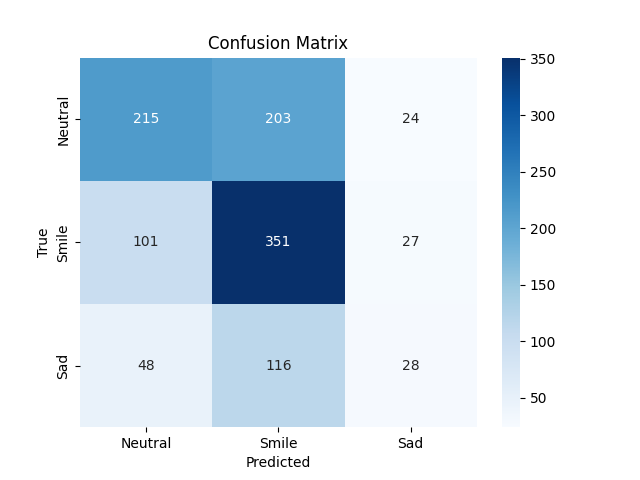 Confusion Matrix
Neutral 215 203 24
Smile 101 351 27
Sad 48 116 28
True
Neutral Smile Sad
Predicted
350
300
250
200
150
100
50